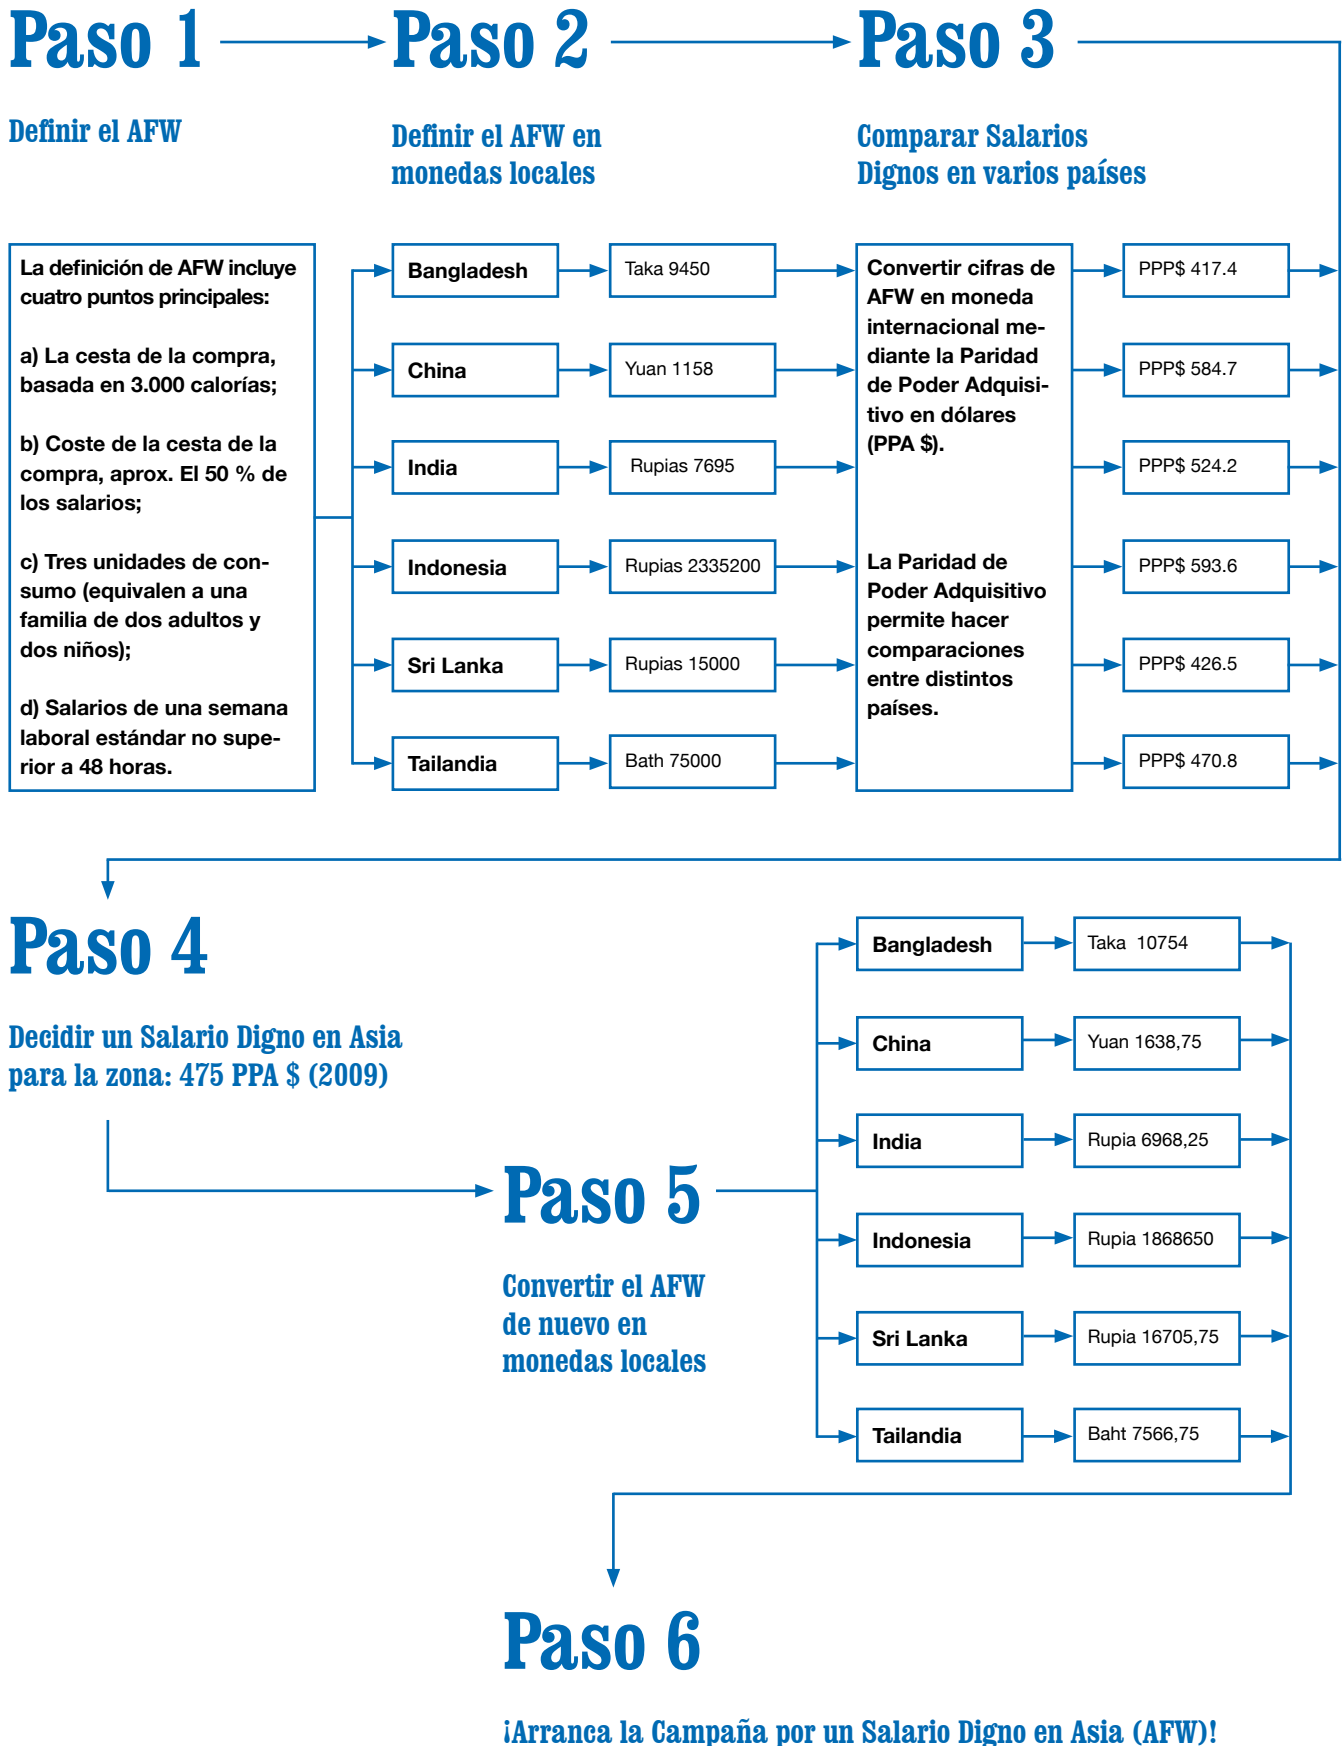 Paso 1
Paso 2
Paso 3
Definir el AFW
Definir el AFW en
monedas locales
Comparar Salarios
Dignos en varios países
La definición de AFW incluye
cuatro puntos principales:
a) La cesta de la compra,
basada en 3.000 calorías;
b) Coste de la cesta de la
compra, aprox. El 50 % de
los salarios;
c) Tres unidades de con-
sumo (equivalen a una
familia de dos adultos y
dos niños);
d) Salarios de una semana
laboral estándar no supe-
rior a 48 horas.
Bangladesh
Taka 9450
China
Yuan 1158
India
Rupias 7695
Indonesia
Rupias 2335200
Sri Lanka
Rupias 15000
Tailandia
Bath 75000
Convertir cifras de
AFW en moneda
internacional me-
diante la Paridad
de Poder Adquisi-
tivo en dólares
(PPA $).
La Paridad de
Poder Adquisitivo
permite hacer
comparaciones
entre distintos
países.
PPP$ 417.4
PPP$ 584.7
PPP$ 524.2
PPP$ 593.6
PPP$ 426.5
PPP$ 470.8
Paso 4
Decidir un Salario Digno en Asia
para la zona: 475 PPA $ (2009)
Paso 5
Convertir el AFW
de nuevo en
monedas locales
Bangladesh
Taka 10754
China
Yuan 1638,75
India
Rupia 6968,25
Indonesia
Rupia 1868650
Sri Lanka
Rupia 16705,75
Tailandia
Baht 7566,75
Paso 6
¡Arranca la Campaña por un Salario Digno en Asia (AFW)!